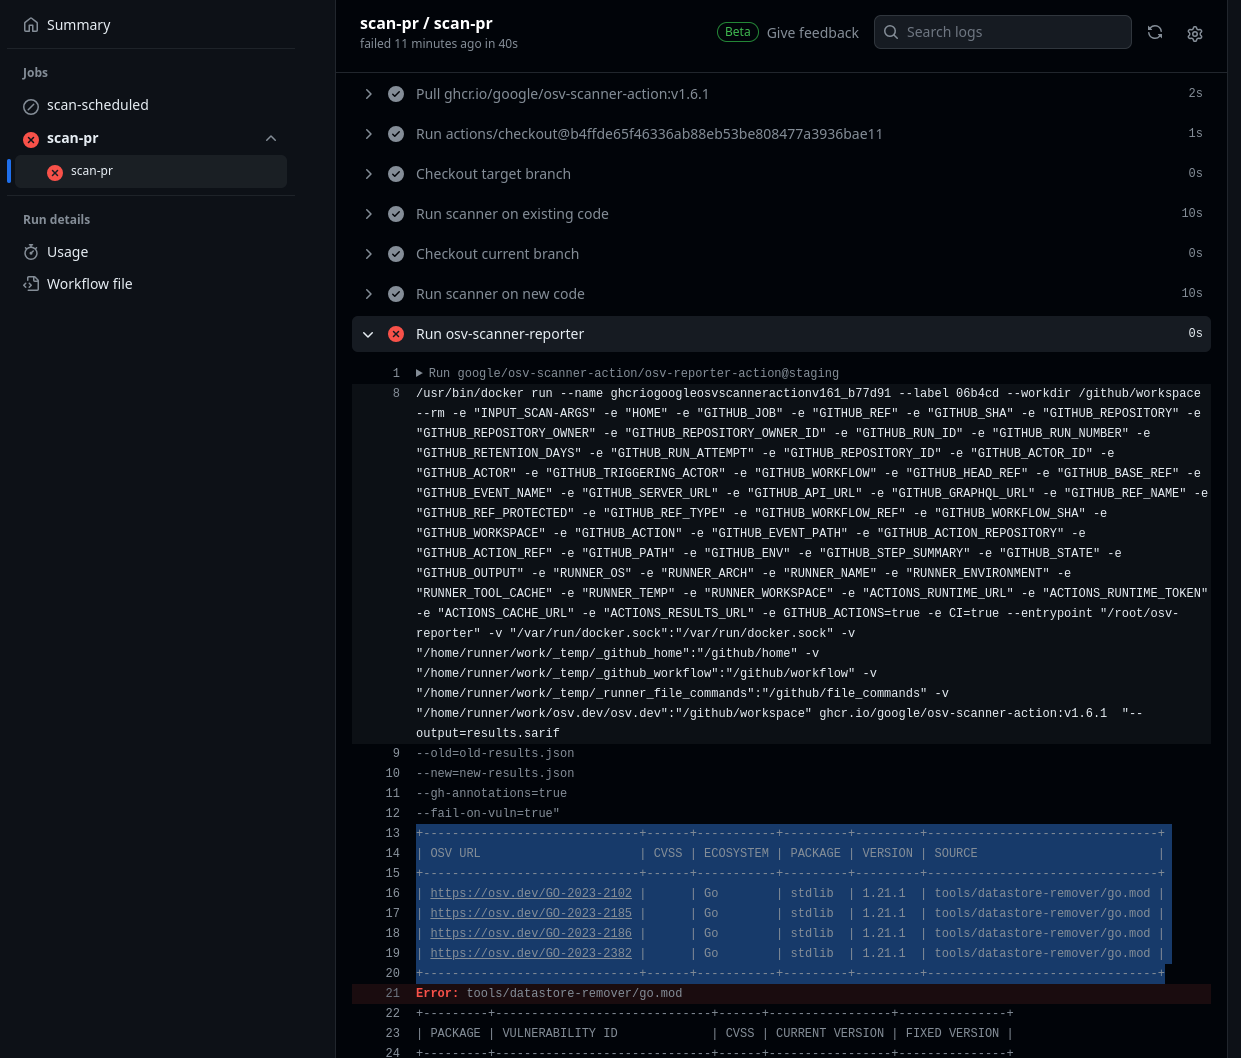 Summary
Jobs
scan-scheduled
scan-pr
scan-pr
Run details
Usage
Workflow file
scan-pr / scan-pr
failed 11 minutes ago in 40s
Beta
Give feedback
Search logs
Pull ghcr.io/google/osv-scanner-action:v1.6.1 2s
Run actions/checkout@b4ffde65f46336ab88eb53be808477a3936bae11 1s
Checkout target branch 0s
Run scanner on existing code 10s
Checkout current branch 0s
Run scanner on new code 10s
Run osv-scanner-reporter 0s
1 Run google/osv-scanner-action/osv-reporter-action@staging
8 /usr/bin/docker run --name ghcriogoogleosvscanneractionv161_b77d91 --label 06b4cd --workdir /github/workspace
--rm -e "INPUT_SCAN-ARGS" -e "HOME" -e "GITHUB_JOB" -e "GITHUB_REF" -e "GITHUB_SHA" -e "GITHUB_REPOSITORY" -e
"GITHUB_REPOSITORY_OWNER" -e "GITHUB_REPOSITORY_OWNER_ID" -e "GITHUB_RUN_ID" -e "GITHUB_RUN_NUMBER" -e
"GITHUB_RETENTION_DAYS" -e "GITHUB_RUN_ATTEMPT" -e "GITHUB_REPOSITORY_ID" -e "GITHUB_ACTOR_ID" -e
"GITHUB_ACTOR" -e "GITHUB_TRIGGERING_ACTOR" -e "GITHUB_WORKFLOW" -e "GITHUB_HEAD_REF" -e "GITHUB_BASE_REF" -e
"GITHUB_EVENT_NAME" -e "GITHUB_SERVER_URL" -e "GITHUB_API_URL" -e "GITHUB_GRAPHQL_URL" -e "GITHUB_REF_NAME" -e
"GITHUB_REF_PROTECTED" -e "GITHUB_REF_TYPE" -e "GITHUB_WORKFLOW_REF" -e "GITHUB_WORKFLOW_SHA" -e
"GITHUB_WORKSPACE" -e "GITHUB_ACTION" -e "GITHUB_EVENT_PATH" -e "GITHUB_ACTION_REPOSITORY" -e
"GITHUB_ACTION_REF" -e "GITHUB_PATH" -e "GITHUB_ENV" -e "GITHUB_STEP_SUMMARY" -e "GITHUB_STATE" -e
"GITHUB_OUTPUT" -e "RUNNER_OS" -e "RUNNER_ARCH" -e "RUNNER_NAME" -e "RUNNER_ENVIRONMENT" -e
"RUNNER_TOOL_CACHE" -e "RUNNER_TEMP" -e "RUNNER_WORKSPACE" -e "ACTIONS_RUNTIME_URL" -e "ACTIONS_RUNTIME_TOKEN"
-e "ACTIONS_CACHE_URL" -e "ACTIONS_RESULTS_URL" -e GITHUB_ACTIONS=true -e CI=true --entrypoint "/root/osv-
reporter" -v "/var/run/docker.sock":"/var/run/docker.sock" -v
"/home/runner/work/_temp/_github_home":"/github/home" -v
"/home/runner/work/_temp/_github_workflow":"/github/workflow" -v
"/home/runner/work/_temp/_runner_file_commands":"/github/file_commands" -v
"/home/runner/work/osv.dev/osv.dev":"/github/workspace" ghcr.io/google/osv-scanner-action:v1.6.1 "--
output=results.sarif
9 --old=old-results.json
10 --new=new-results.json
11 --gh-annotations=true
12 --fail-on-vuln=true"
13 +------------------------------+------+-----------+---------+---------+--------------------------------+
14 | OSV URL | CVSS | ECOSYSTEM | PACKAGE | VERSION | SOURCE |
15 +------------------------------+------+-----------+---------+---------+--------------------------------+
16 | https://osv.dev/GO-2023-2102 | | Go | stdlib | 1.21.1 | tools/datastore-remover/go.mod |
17 | https://osv.dev/GO-2023-2185 | | Go | stdlib | 1.21.1 | tools/datastore-remover/go.mod |
18 | https://osv.dev/GO-2023-2186 | | Go | stdlib | 1.21.1 | tools/datastore-remover/go.mod |
19 | https://osv.dev/GO-2023-2382 | | Go | stdlib | 1.21.1 | tools/datastore-remover/go.mod |
20 +------------------------------+------+-----------+---------+---------+--------------------------------+
21 Error: tools/datastore-remover/go.mod
22 +---------+------------------------------+------+-----------------+---------------+
23 | PACKAGE | VULNERABILITY ID | CVSS | CURRENT VERSION | FIXED VERSION |
24 +---------+------------------------------+------+-----------------+---------------+